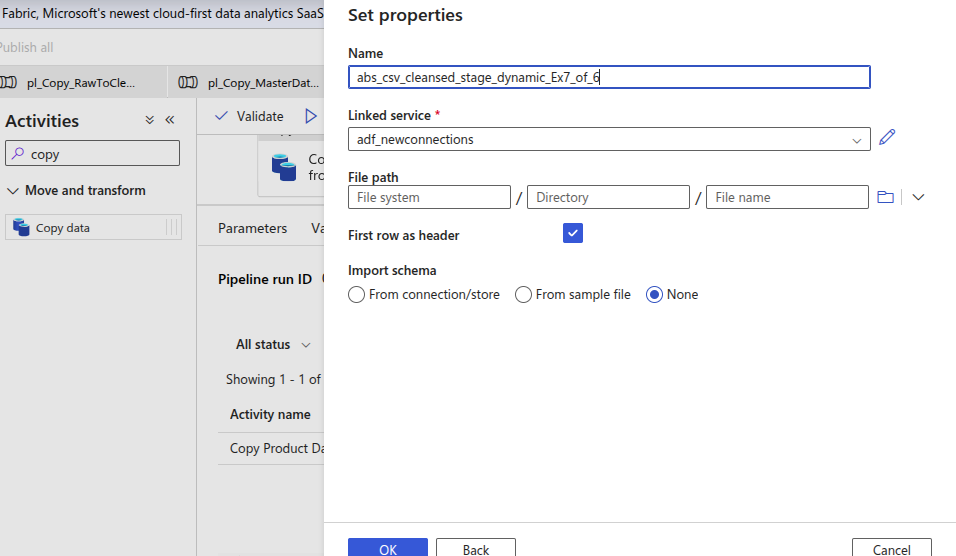 Fabric, Microsoft's newest cloud-first data analytics SaaS
Set properties
Publish all
Name
abs_csv_cleansed_stage_dynamic_Ex7_of_6
pl_Copy_RawToCle...
pl_Copy_MasterDat...
Activities
Validate
Linked service *
adf_newconnections
copy
Move and transform
File path
File system / Directory / File name
Copy data
Parameters
First row as header
Import schema
Pipeline run ID
From connection/store
From sample file
None
All status
Showing 1 - 1 of
Activity name
Copy Product Da
OK
Back
Cancel